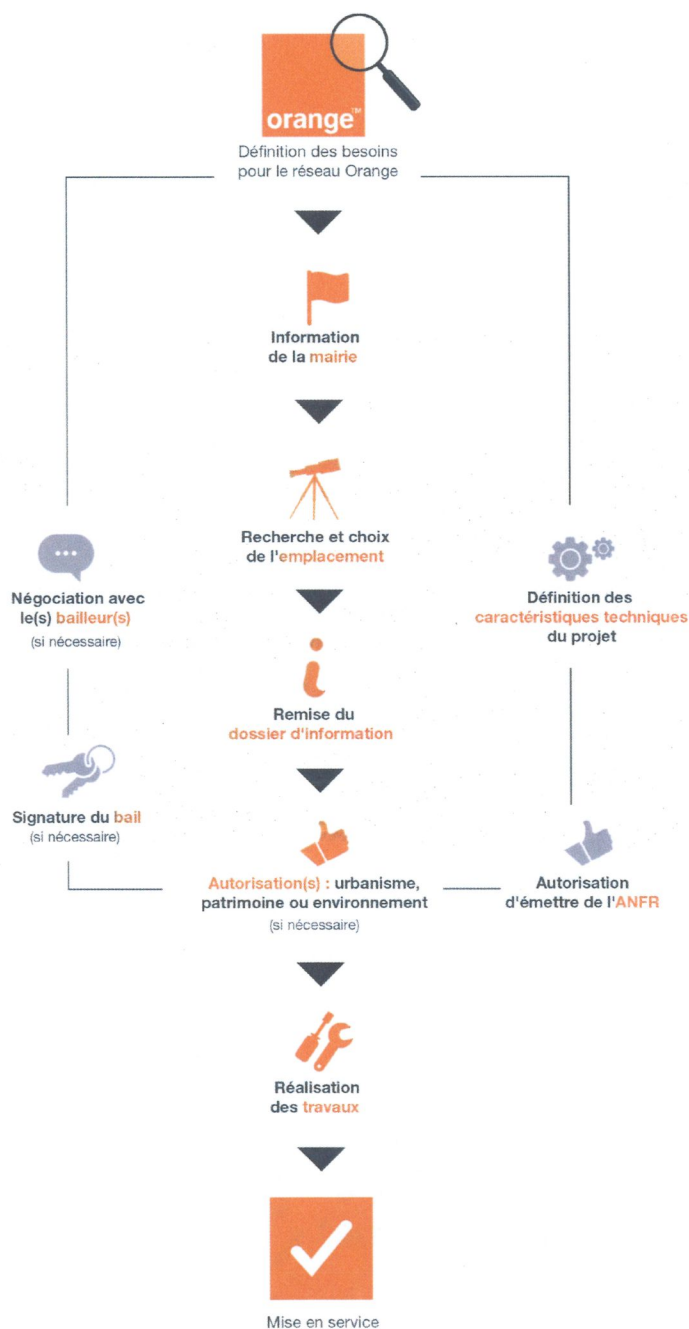 orange™
Définition des besoins
pour le réseau Orange
Information
de la mairie
Recherche et choix
de l'emplacement
Négociation avec
le(s) bailleur(s)
(si nécessaire)
Définition des
caractéristiques techniques
du projet
Remise du
dossier d'information
Signature du bail
(si nécessaire)
Autorisation(s) : urbanisme,
patrimoine ou environnement
(si nécessaire)
Autorisation
d'émettre de l'ANFR
Réalisation
des travaux
Mise en service